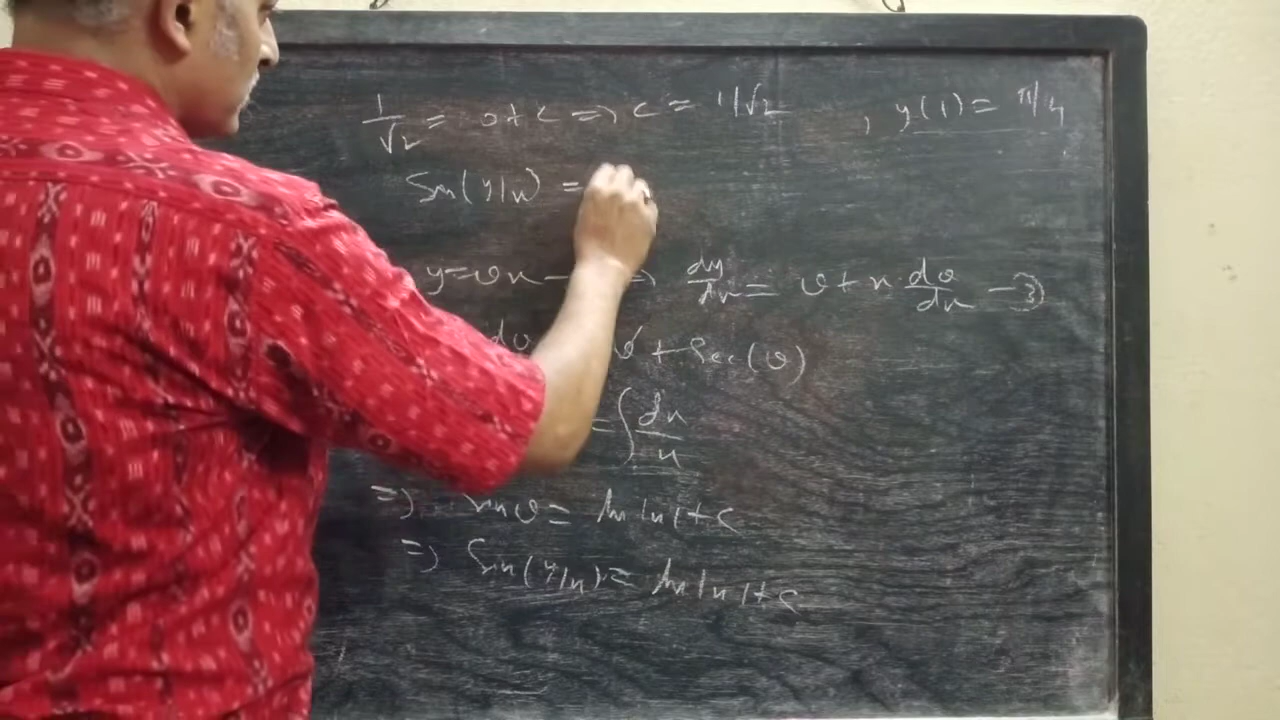 1/√2 = 0 + c ⇒ c = 1/√2 , y(1) = π/4
Sin(y/x) =
y = vx — ⇒ dy/dx = v + x dv/dx — ③
dv v + Sec(v)
= ∫ dx/x
⇒ sin v = ln|x| + c
⇒ Sin(y/x) = ln|x| + c